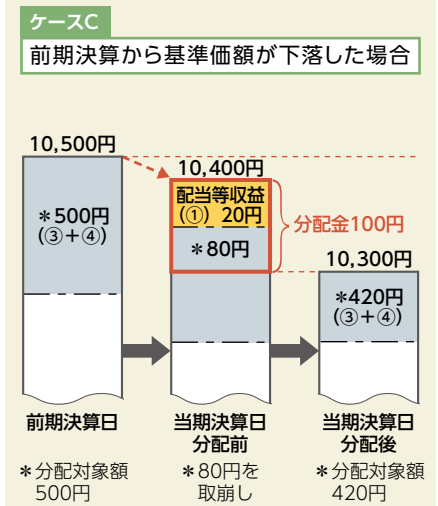 ケースC
前期決算から基準価額が下落した場合
10,500円
10,400円
配当等収益
(①) 20円
*500円
(③+④)
*80円
分配金100円
10,300円
*420円
(③+④)
前期決算日
当期決算日
分配前
当期決算日
分配後
*分配対象額
500円
*80円を
取崩し
*分配対象額
420円